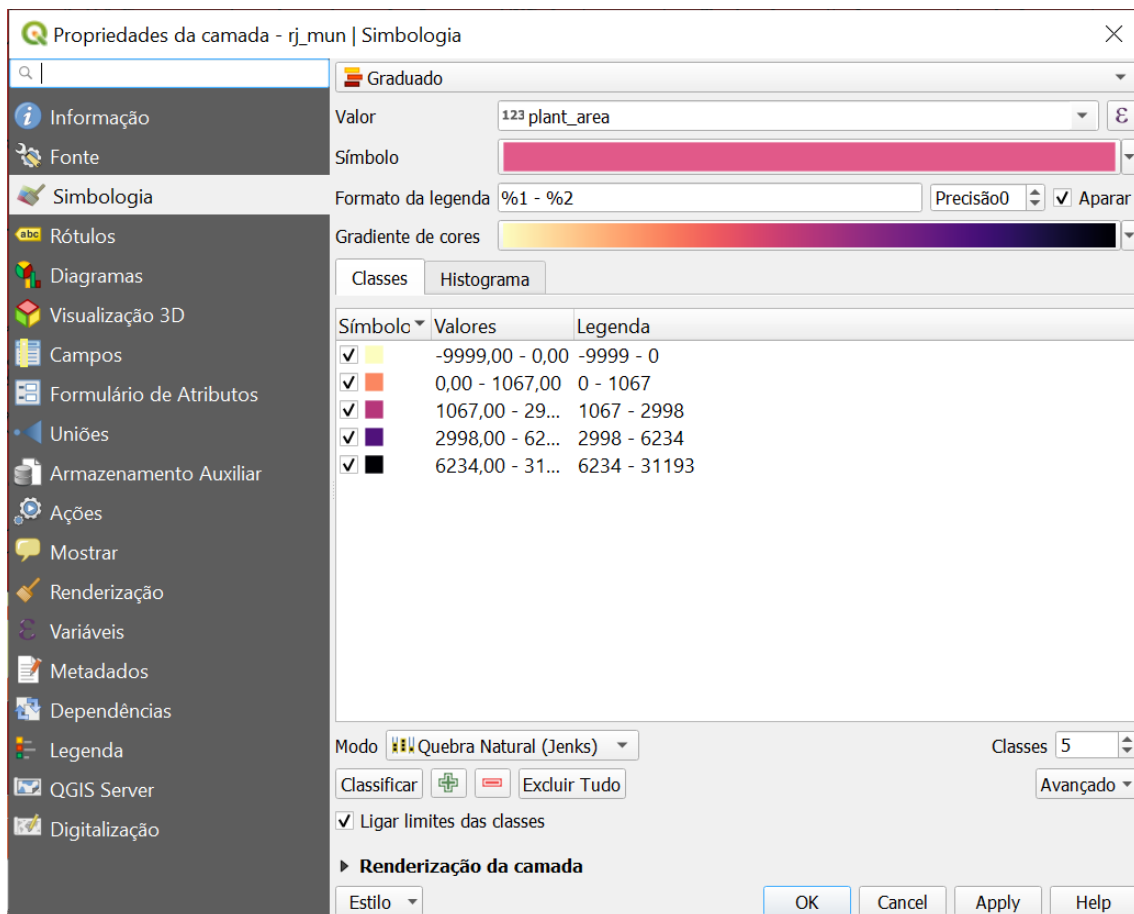 Propriedades da camada - rj_mun | Simbologia
Informação
Fonte
Simbologia
abc Rótulos
Diagramas
Visualização 3D
Campos
Formulário de Atributos
Uniões
Armazenamento Auxiliar
Ações
Mostrar
Renderização
ε Variáveis
Metadados
Dependências
Legenda
QGIS Server
Digitalização
Graduado
Valor 123 plant_area ε
Símbolo
Formato da legenda %1 - %2 Precisão0 Aparar
Gradiente de cores
Classes Histograma
Símbolo Valores Legenda
-9999,00 - 0,00 -9999 - 0
0,00 - 1067,00 0 - 1067
1067,00 - 29... 1067 - 2998
2998,00 - 62... 2998 - 6234
6234,00 - 31... 6234 - 31193
Modo Quebra Natural (Jenks) Classes 5
Classificar Excluir Tudo Avançado
Ligar limites das classes
Renderização da camada
Estilo OK Cancel Apply Help